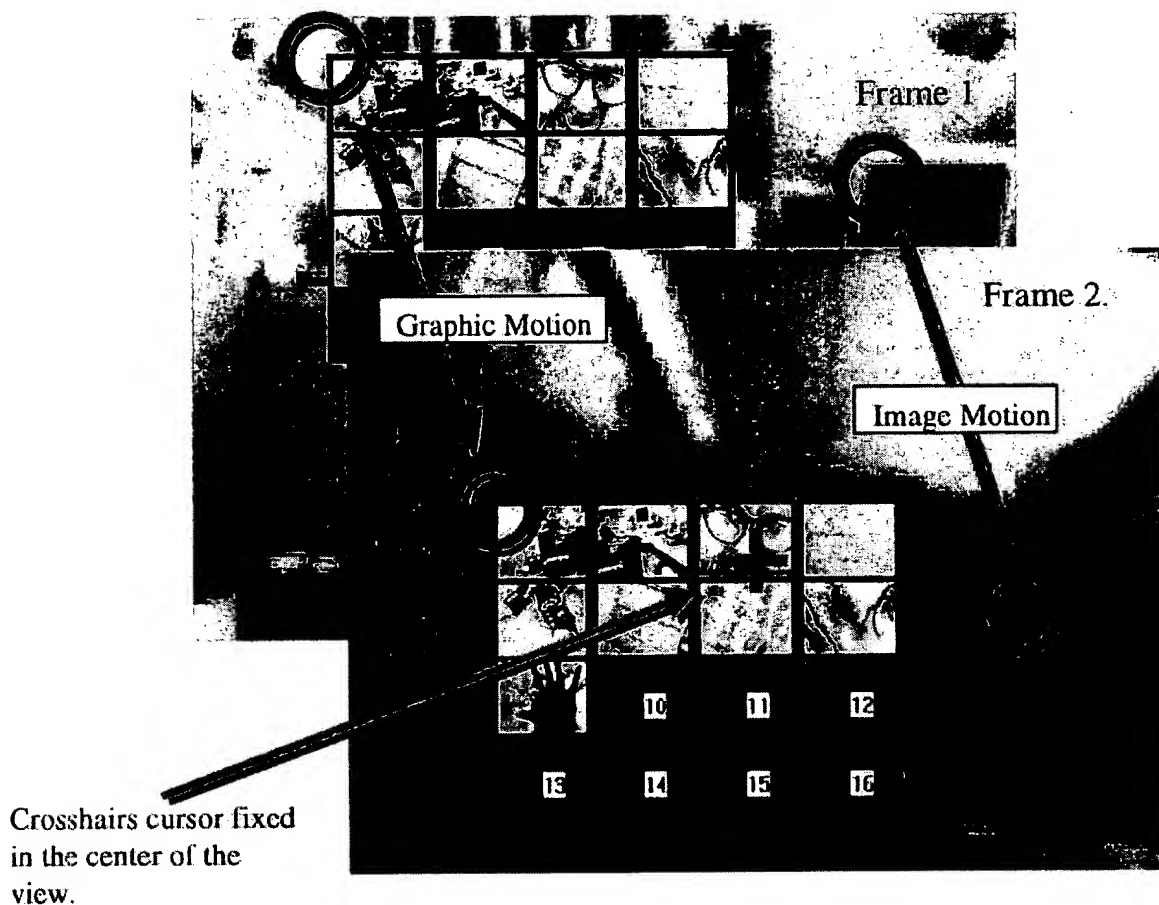 Frame 1
Frame 2.
Graphic Motion
Image Motion
10 11 12
13 14 15 16
Crosshairs cursor fixed
in the center of the
view.